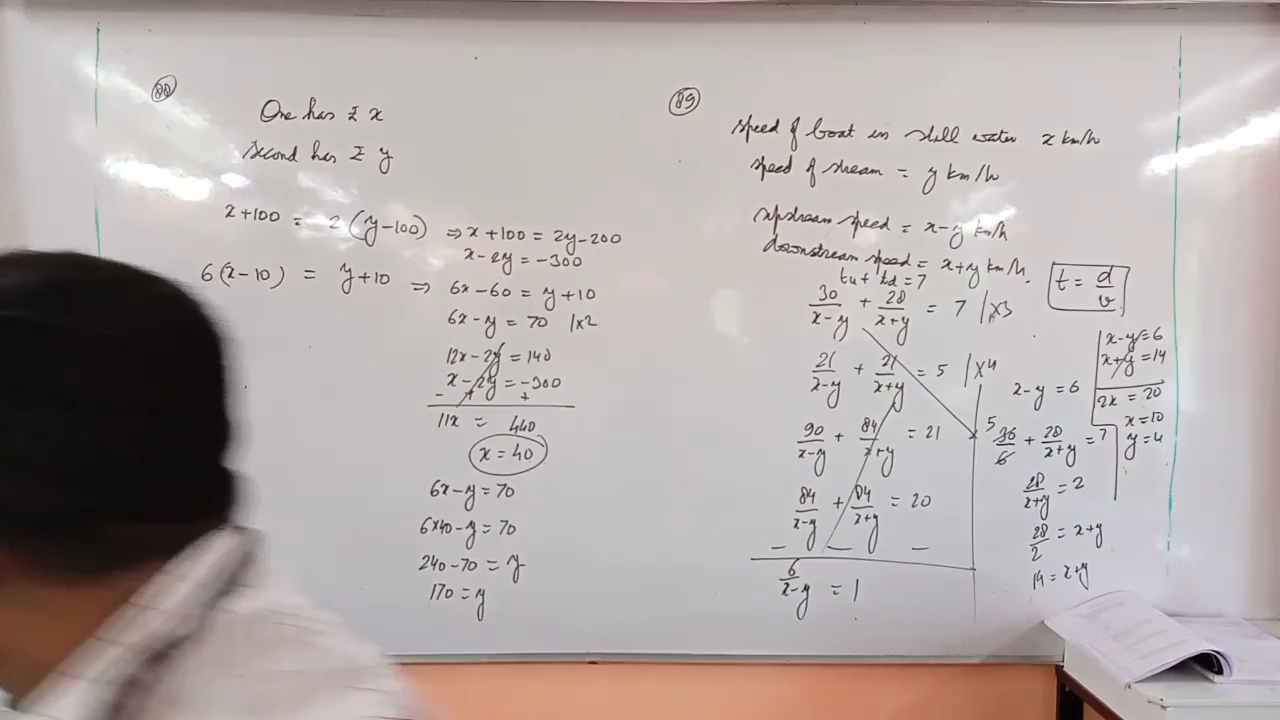 88
One has ₹ x
Second has ₹ y
x+100 = 2(y-100) ⇒ x+100 = 2y-200
x-2y = -300
6(x-10) = y+10 ⇒ 6x-60 = y+10
6x-y = 70 |x2
12x-2y = 140
x-2y = -300
- + +
11x = 440
x = 40
6x-y = 70
6x40-y = 70
240-70 = y
170 = y
89
Speed of boat in still water x km/h
Speed of stream = y km/h
Upstream speed = x-y km/h
downstream speed = x+y km/h.
tu + td = 7
t = d/v
30/(x-y) + 28/(x+y) = 7 |x3
21/(x-y) + 21/(x+y) = 5 |x4
90/(x-y) + 84/(x+y) = 21
84/(x-y) + 84/(x+y) = 20
- - -
6/(x-y) = 1
x-y = 6
5 30/6 + 28/(x+y) = 7
28/(x+y) = 2
28/2 = x+y
14 = x+y
x-y = 6
x+y = 14
2x = 20
x = 10
y = 4